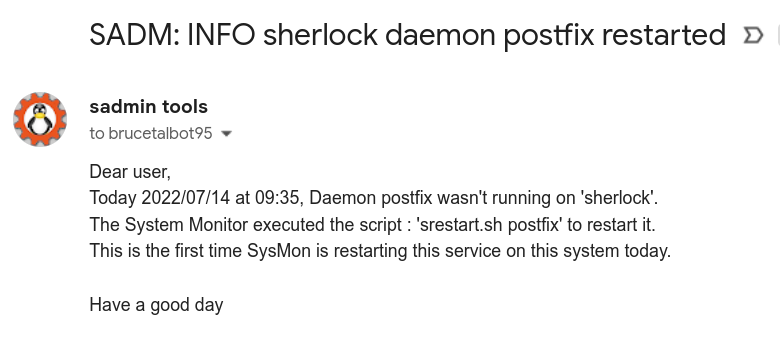 SADM: INFO sherlock daemon postfix restarted
sadmin tools
to brucetalbot95
Dear user,
Today 2022/07/14 at 09:35, Daemon postfix wasn't running on 'sherlock'.
The System Monitor executed the script : 'srestart.sh postfix' to restart it.
This is the first time SysMon is restarting this service on this system today.
Have a good day